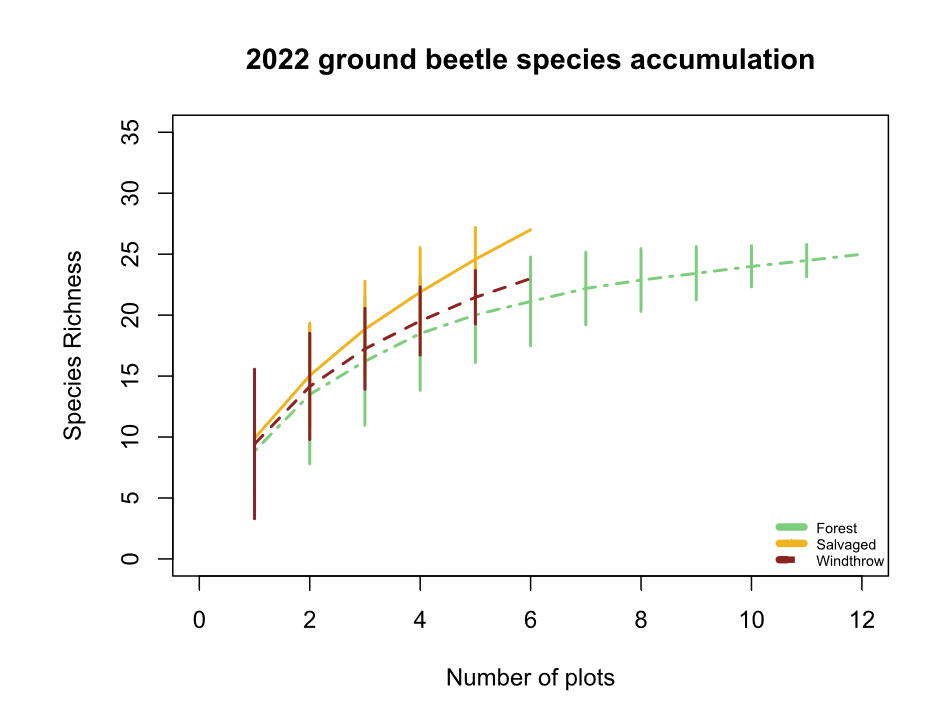 2022 ground beetle species accumulation
Species Richness
35
30
25
20
15
10
5
0
Forest
Salvaged
Windthrow
0 2 4 6 8 10 12
Number of plots